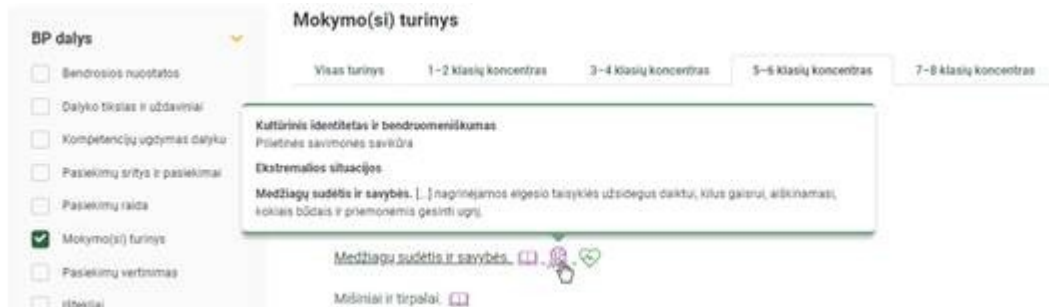 Mokymo(si) turinys
BP dalys
Visas turinys 1–2 klasių koncentras 3–4 klasių koncentras 5–6 klasių koncentras 7–8 klasių koncentras
Bendrosios nuostatos
Dalyko tikslas ir uždaviniai
Kompetencijų ugdymas dalyku
Pasiekimų sritys ir pasiekimai
Pasiekimų raida
Mokymo(si) turinys
Pasiekimų vertinimas
Ištekliai
Kultūrinis identitetas ir bendruomeniškumas
Pilietinės savimonės savikūra
Ekstremalios situacijos
Medžiagų sudėtis ir savybės. [...] nagrinėjamos elgesio taisyklės užsidegus daiktui, kilus gaisrui, aiškinamasi,
kokiais būdais ir priemonėmis gesinti ugnį.
Medžiagų sudėtis ir savybės.
Mišiniai ir tirpalai.